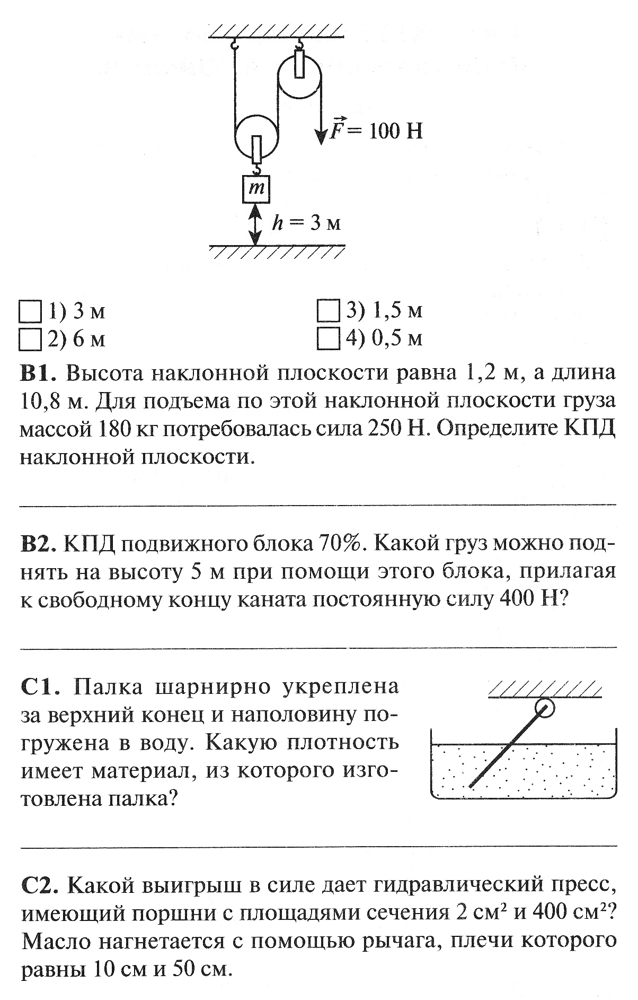 F = 100 Н
m
h = 3 м
1) 3 м
3) 1,5 м
2) 6 м
4) 0,5 м
В1. Высота наклонной плоскости равна 1,2 м, а длина
10,8 м. Для подъема по этой наклонной плоскости груза
массой 180 кг потребовалась сила 250 Н. Определите КПД
наклонной плоскости.
В2. КПД подвижного блока 70%. Какой груз можно под-
нять на высоту 5 м при помощи этого блока, прилагая
к свободному концу каната постоянную силу 400 Н?
С1. Палка шарнирно укреплена
за верхний конец и наполовину по-
гружена в воду. Какую плотность
имеет материал, из которого изго-
товлена палка?
С2. Какой выигрыш в силе дает гидравлический пресс,
имеющий поршни с площадями сечения 2 см² и 400 см²?
Масло нагнетается с помощью рычага, плечи которого
равны 10 см и 50 см.